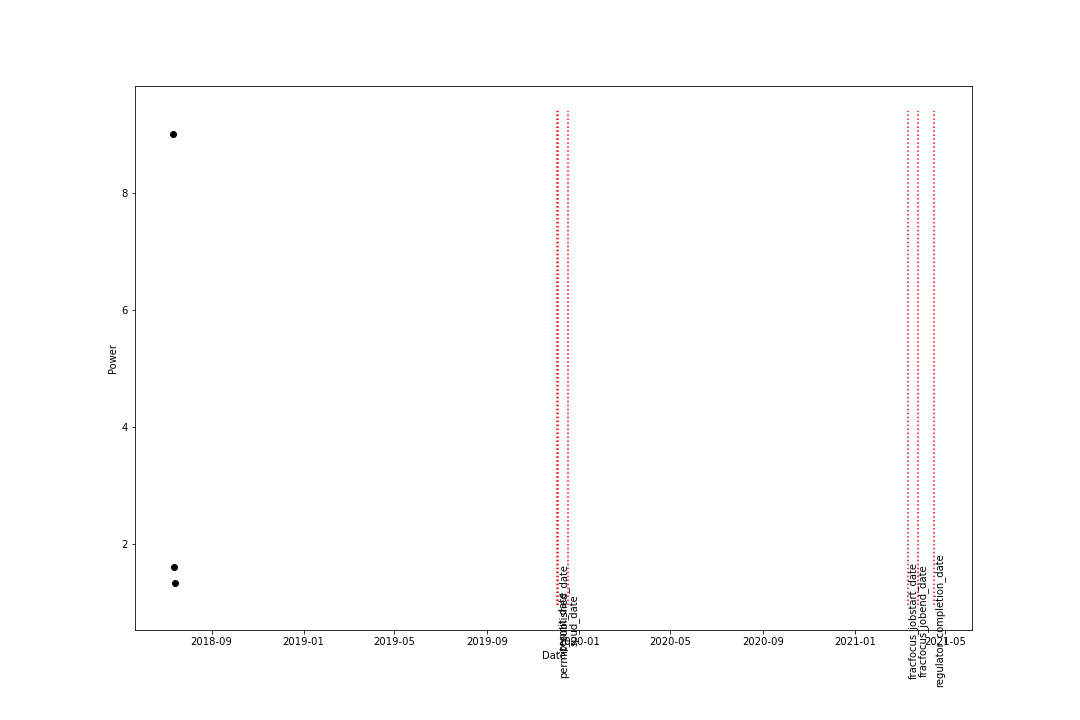 8
6
4
2
Power
2018-09
2019-01
2019-05
2019-09
2020-01
2020-05
2020-09
2021-01
2021-05
Date
spud_date
fracfocus_jobstart_date
fracfocus_jobend_date
regulator_completion_date